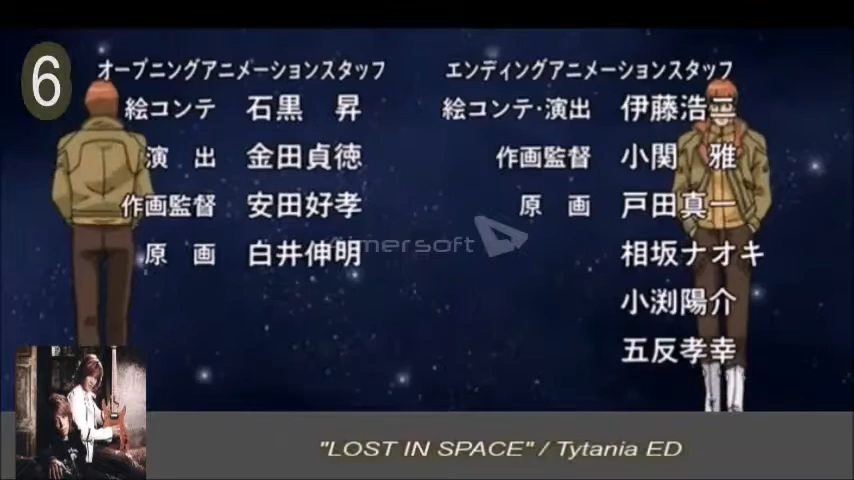 6
オープニングアニメーションスタッフ
絵コンテ 石黒 昇
演 出 金田貞徳
作画監督 安田好孝
原 画 白井伸明
エンディングアニメーションスタッフ
絵コンテ・演出 伊藤浩二
作画監督 小関 雅
原 画 戸田真一
相坂ナオキ
小渕陽介
五反孝幸
Aimersoft
"LOST IN SPACE" / Tytania ED